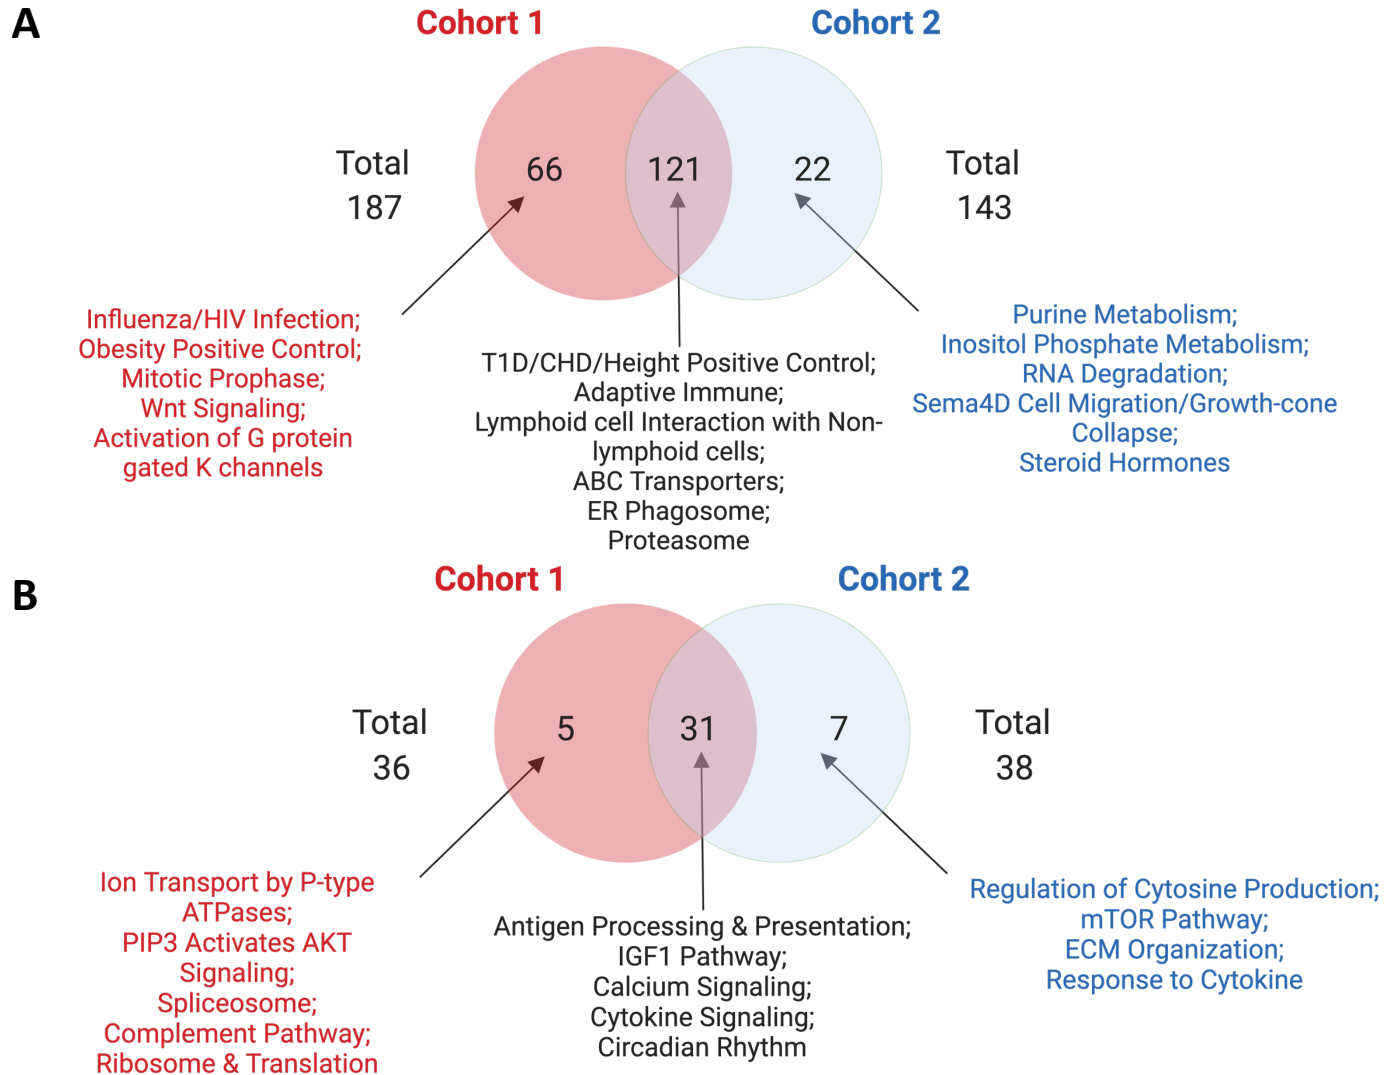 A
Cohort 1
Cohort 2
Total
187
66
121
22
Total
143
Influenza/HIV Infection;
Obesity Positive Control;
Mitotic Prophase;
Wnt Signaling;
Activation of G protein
gated K channels
T1D/CHD/Height Positive Control;
Adaptive Immune;
Lymphoid cell Interaction with Non-
lymphoid cells;
ABC Transporters;
ER Phagosome;
Proteasome
Purine Metabolism;
Inositol Phosphate Metabolism;
RNA Degradation;
Sema4D Cell Migration/Growth-cone
Collapse;
Steroid Hormones
B
Cohort 1
Cohort 2
Total
36
5
31
7
Total
38
Ion Transport by P-type
ATPases;
PIP3 Activates AKT
Signaling;
Spliceosome;
Complement Pathway;
Ribosome & Translation
Antigen Processing & Presentation;
IGF1 Pathway;
Calcium Signaling;
Cytokine Signaling;
Circadian Rhythm
Regulation of Cytosine Production;
mTOR Pathway;
ECM Organization;
Response to Cytokine